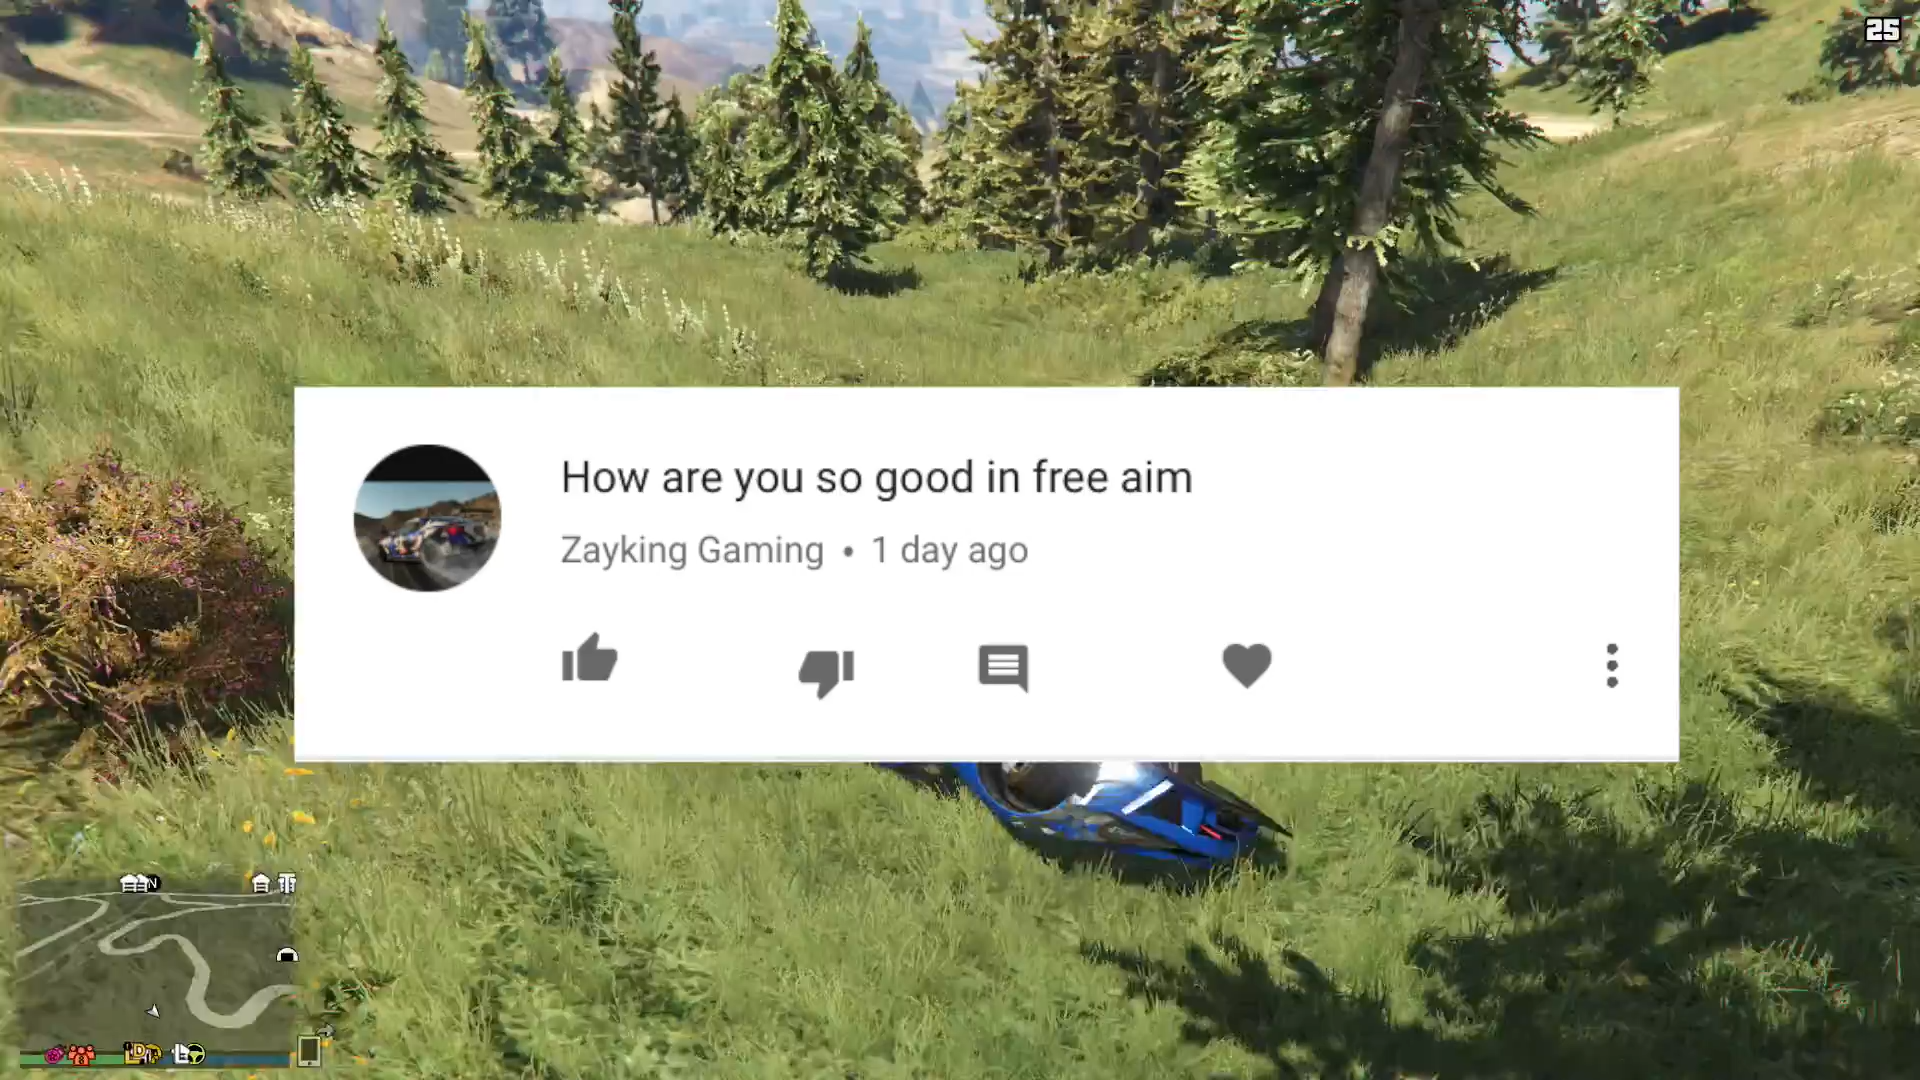 25
How are you so good in free aim
Zayking Gaming • 1 day ago
N